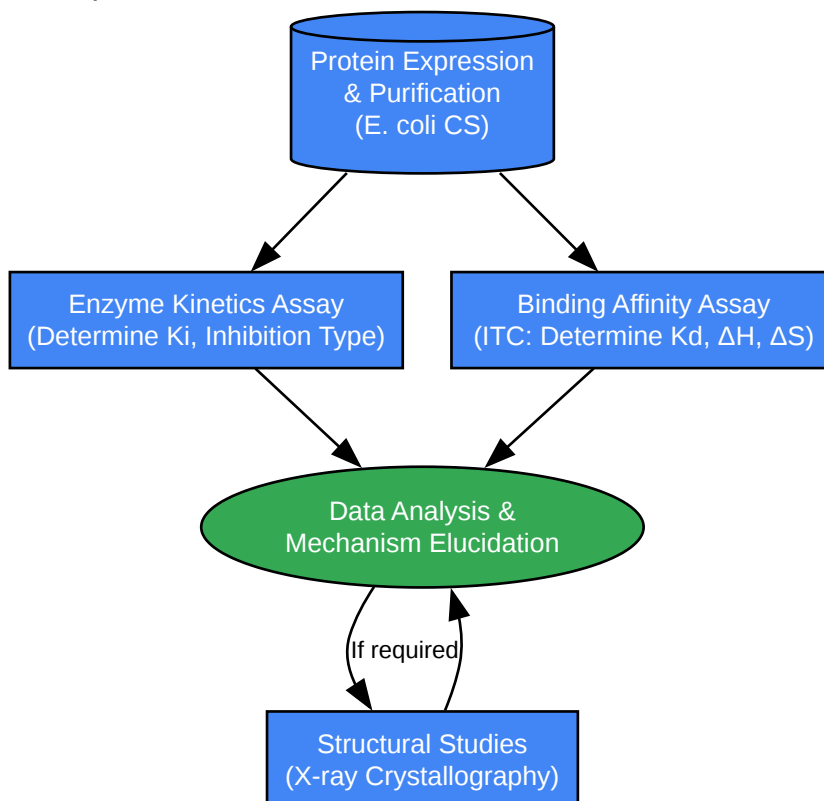 Protein Expression
& Purification
(E. coli CS)
Enzyme Kinetics Assay
(Determine Ki, Inhibition Type)
Binding Affinity Assay
(ITC: Determine Kd, ΔH, ΔS)
Data Analysis &
Mechanism Elucidation
If required
Structural Studies
(X-ray Crystallography)